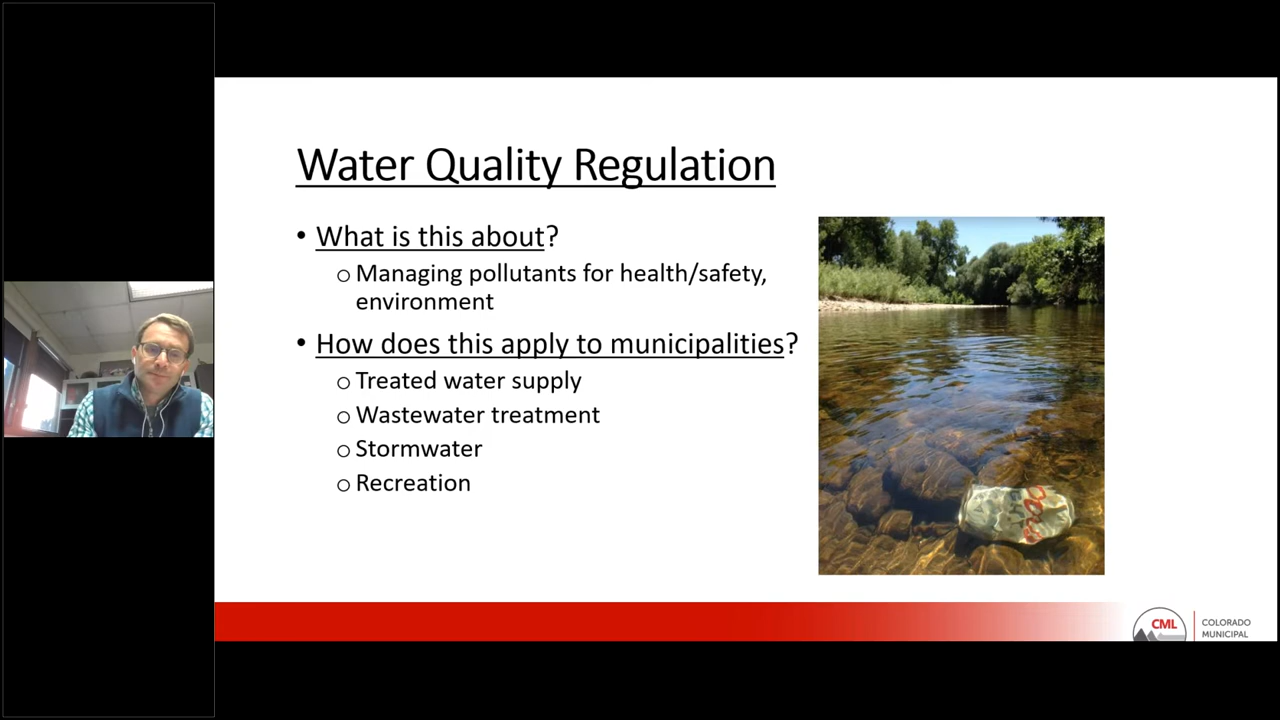 Water Quality Regulation
• What is this about?
o Managing pollutants for health/safety,
environment
• How does this apply to municipalities?
o Treated water supply
o Wastewater treatment
o Stormwater
o Recreation
CML
COLORADO
MUNICIPAL